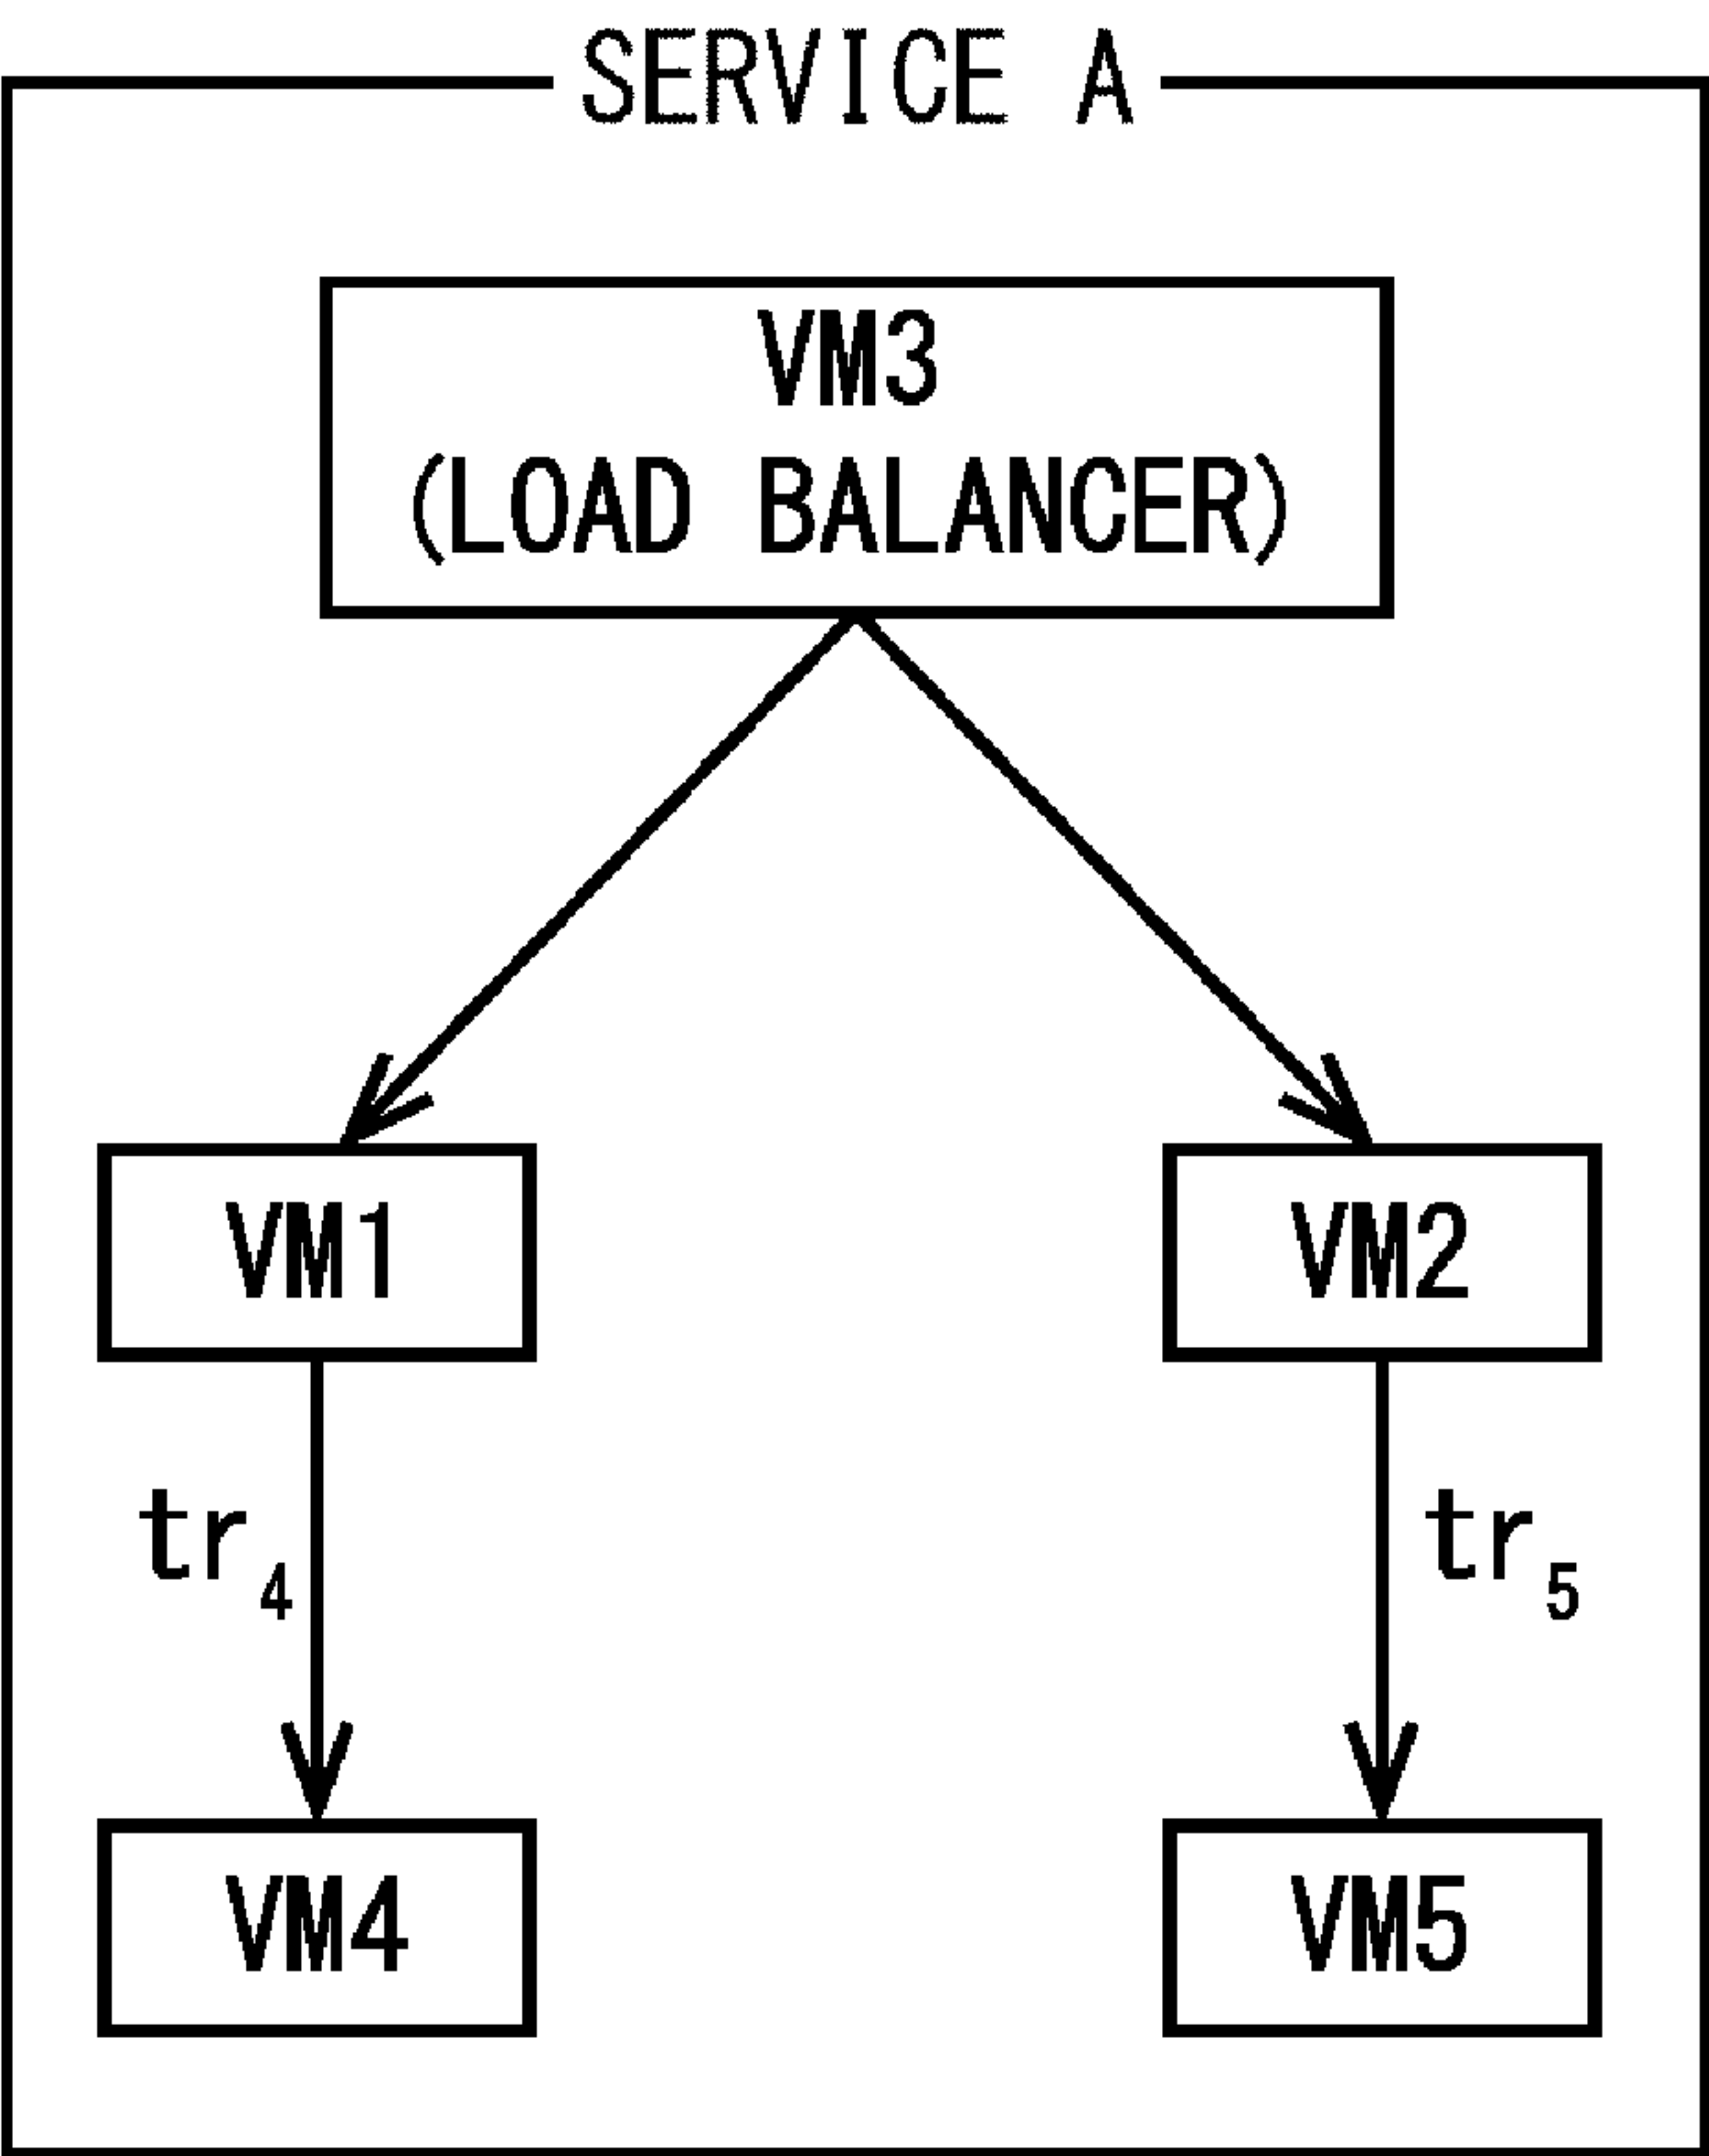 SERVICE A
VM3
(LOAD BALANCER)
VM1
VM2
tr4
tr5
VM4
VM5